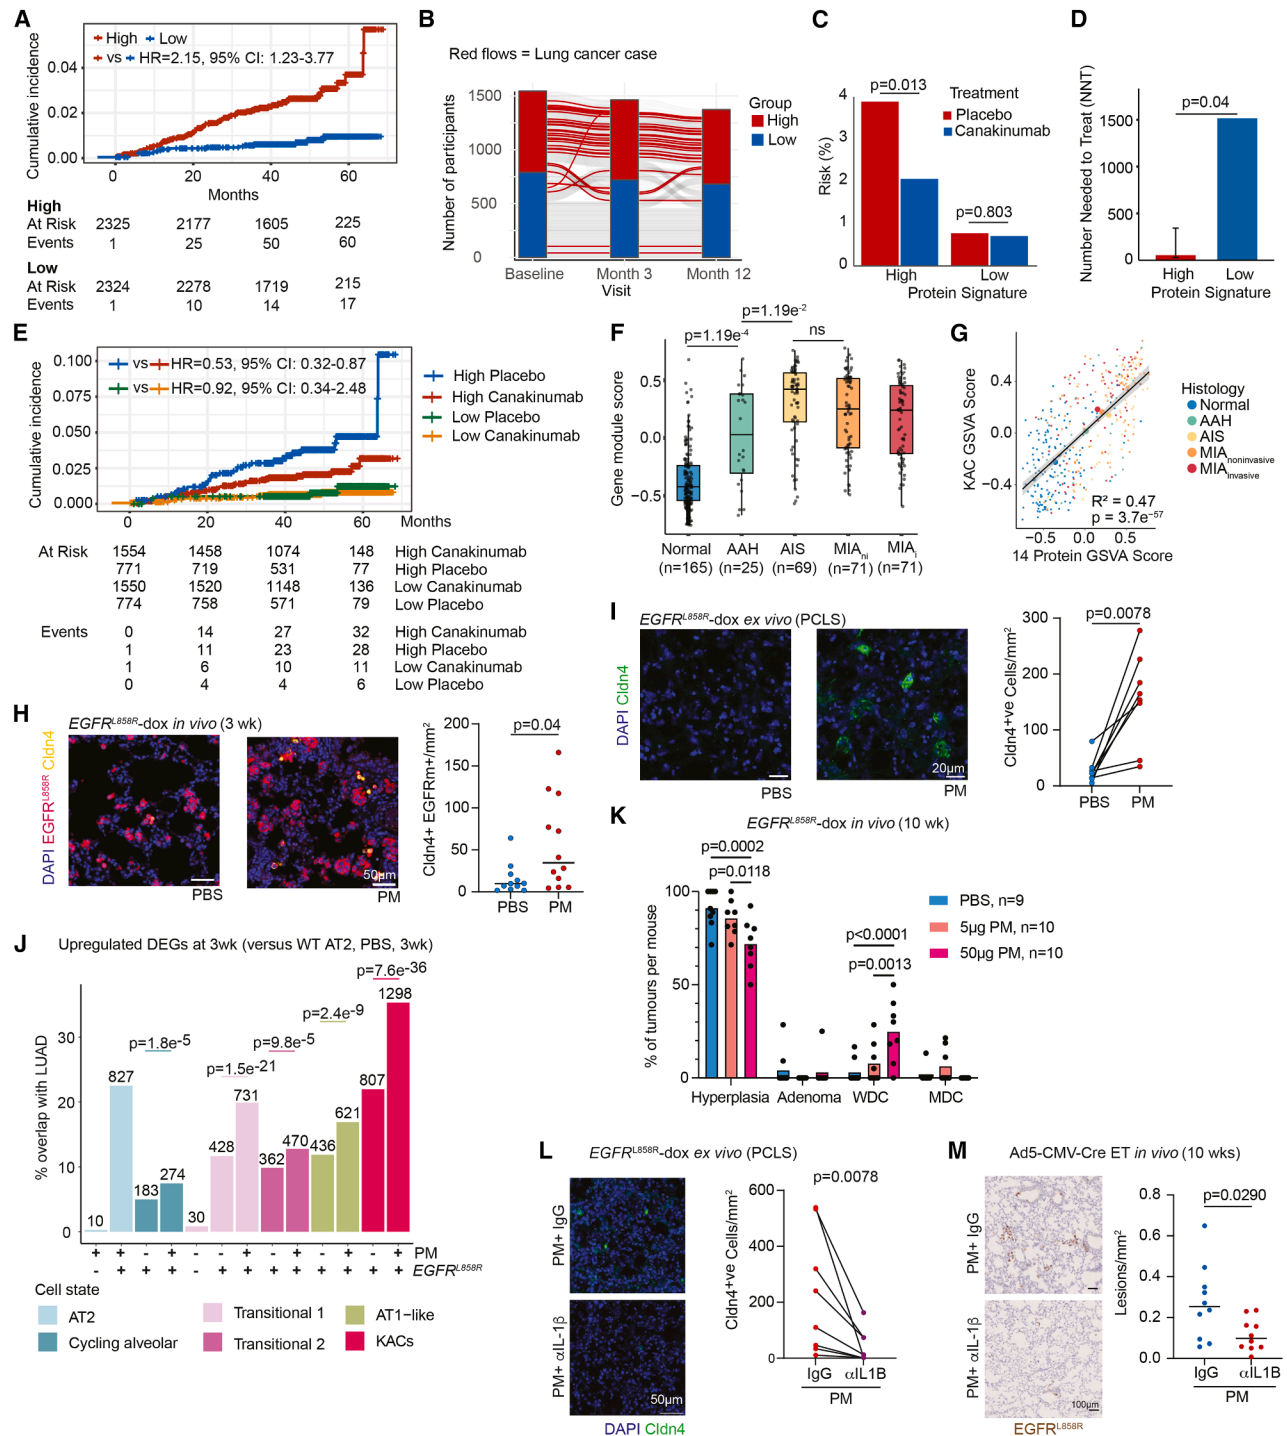 A
High Low
vs HR=2.15, 95% CI: 1.23-3.77
Cumulative incidence
0.04
0.02
0.00
0 20 40 60
Months
High
At Risk 2325 2177 1605 225
Events 1 25 50 60
Low
At Risk 2324 2278 1719 215
Events 1 10 14 17
B
Red flows = Lung cancer case
Number of participants
1500
1000
500
0
Baseline Month 3 Month 12
Visit
Group
High
Low
C
p=0.013
p=0.803
Treatment
Placebo
Canakinumab
Risk (%)
4
3
2
1
0
High Low
Protein Signature
D
Number Needed to Treat (NNT)
p=0.04
1500
1000
500
0
High Low
Protein Signature
E
vs HR=0.53, 95% CI: 0.32-0.87
vs HR=0.92, 95% CI: 0.34-2.48
Cumulative incidence
0.100
0.075
0.050
0.025
0.000
0 20 40 60
Months
High Placebo
High Canakinumab
Low Placebo
Low Canakinumab
At Risk 1554 1458 1074 148 High Canakinumab
771 719 531 77 High Placebo
1550 1520 1148 136 Low Canakinumab
774 758 571 79 Low Placebo
Events 0 14 27 32 High Canakinumab
1 11 23 28 High Placebo
1 6 10 11 Low Canakinumab
0 4 4 6 Low Placebo
F
p=1.19e-2
p=1.19e-4
ns
Gene module score
0.5
0.0
−0.5
Normal AAH AIS MIAni MIAi
(n=165) (n=25) (n=69) (n=71) (n=71)
G
KAC GSVA Score
0.4
0.0
−0.4
R² = 0.47
p = 3.7e−57
−0.5 0.0 0.5
14 Protein GSVA Score
Histology
Normal
AAH
AIS
MIAnoninvasive
MIAinvasive
H
EGFRL858R-dox in vivo (3 wk)
DAPI EGFRL858R Cldn4
50µm
PBS PM
p=0.04
Cldn4+ EGFRm+/mm²
200
150
100
50
0
PBS PM
I
EGFRL858R-dox ex vivo (PCLS)
DAPI Cldn4
20µm
PBS PM
p=0.0078
Cldn4+ve Cells/mm²
300
200
100
0
PBS PM
J
Upregulated DEGs at 3wk (versus WT AT2, PBS, 3wk)
% overlap with LUAD
30
20
10
0
p=1.8e-5
p=1.5e-21
p=9.8e-5
p=2.4e-9
p=7.6e-36
10 827 183 274 30 428 731 362 470 436 621 807 1298
+ + - + - - + - + - + - + PM
- + + + - + + + + + + + + EGFRL858R
Cell state
AT2
Cycling alveolar
Transitional 1
Transitional 2
AT1−like
KACs
K
EGFRL858R-dox in vivo (10 wk)
p=0.0002
p=0.0118
p<0.0001
p=0.0013
% of tumours per mouse
100
50
0
Hyperplasia Adenoma WDC MDC
PBS, n=9
5µg PM, n=10
50µg PM, n=10
L
EGFRL858R-dox ex vivo (PCLS)
PM+ IgG
PM+ αIL-1β
50µm
DAPI Cldn4
p=0.0078
Cldn4+ve Cells/mm²
600
400
200
0
IgG αIL1B
PM
M
Ad5-CMV-Cre ET in vivo (10 wks)
PM+ IgG
PM+ αIL-1β
100µm
EGFRL858R
p=0.0290
Lesions/mm²
0.8
0.6
0.4
0.2
0.0
IgG αIL1B
PM